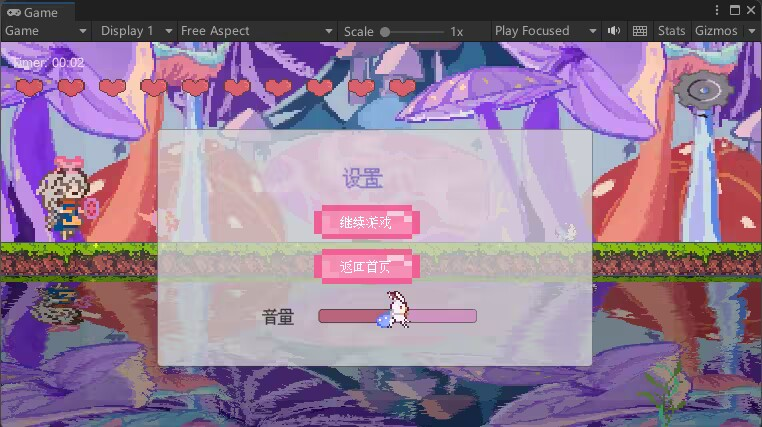 Game
Game Display 1 Free Aspect Scale 1x Play Focused Stats Gizmos
Timer: 00:02
设置
继续游戏
返回首页
音量